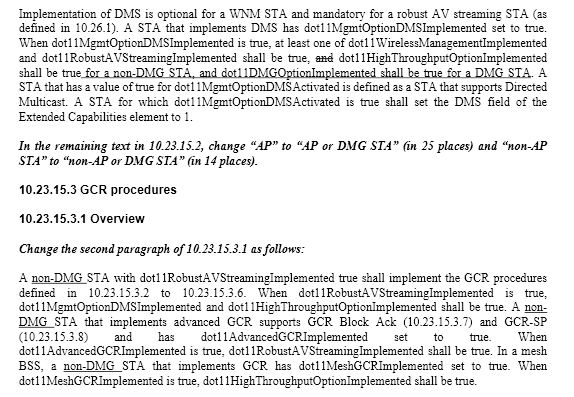 Implementation of DMS is optional for a WNM STA and mandatory for a robust AV streaming STA (as
defined in 10.26.1). A STA that implements DMS has dot11MgmtOptionDMSImplemented set to true.
When dot11MgmtOptionDMSImplemented is true, at least one of dot11WirelessManagementImplemented
and dot11RobustAVStreamingImplemented shall be true, and dot11HighThroughputOptionImplemented
shall be true for a non-DMG STA, and dot11DMGOptionImplemented shall be true for a DMG STA. A
STA that has a value of true for dot11MgmtOptionDMSActivated is defined as a STA that supports Directed
Multicast. A STA for which dot11MgmtOptionDMSActivated is true shall set the DMS field of the
Extended Capabilities element to 1.
In the remaining text in 10.23.15.2, change “AP” to “AP or DMG STA” (in 25 places) and “non-AP
STA” to “non-AP or DMG STA” (in 14 places).
10.23.15.3 GCR procedures
10.23.15.3.1 Overview
Change the second paragraph of 10.23.15.3.1 as follows:
A non-DMG STA with dot11RobustAVStreamingImplemented true shall implement the GCR procedures
defined in 10.23.15.3.2 to 10.23.15.3.6. When dot11RobustAVStreamingImplemented is true,
dot11MgmtOptionDMSImplemented and dot11HighThroughputOptionImplemented shall be true. A non-
DMG STA that implements advanced GCR supports GCR Block Ack (10.23.15.3.7) and GCR-SP
(10.23.15.3.8) and has dot11AdvancedGCRImplemented set to true. When
dot11AdvancedGCRImplemented is true, dot11RobustAVStreamingImplemented shall be true. In a mesh
BSS, a non-DMG STA that implements GCR has dot11MeshGCRImplemented set to true. When
dot11MeshGCRImplemented is true, dot11HighThroughputOptionImplemented shall be true.